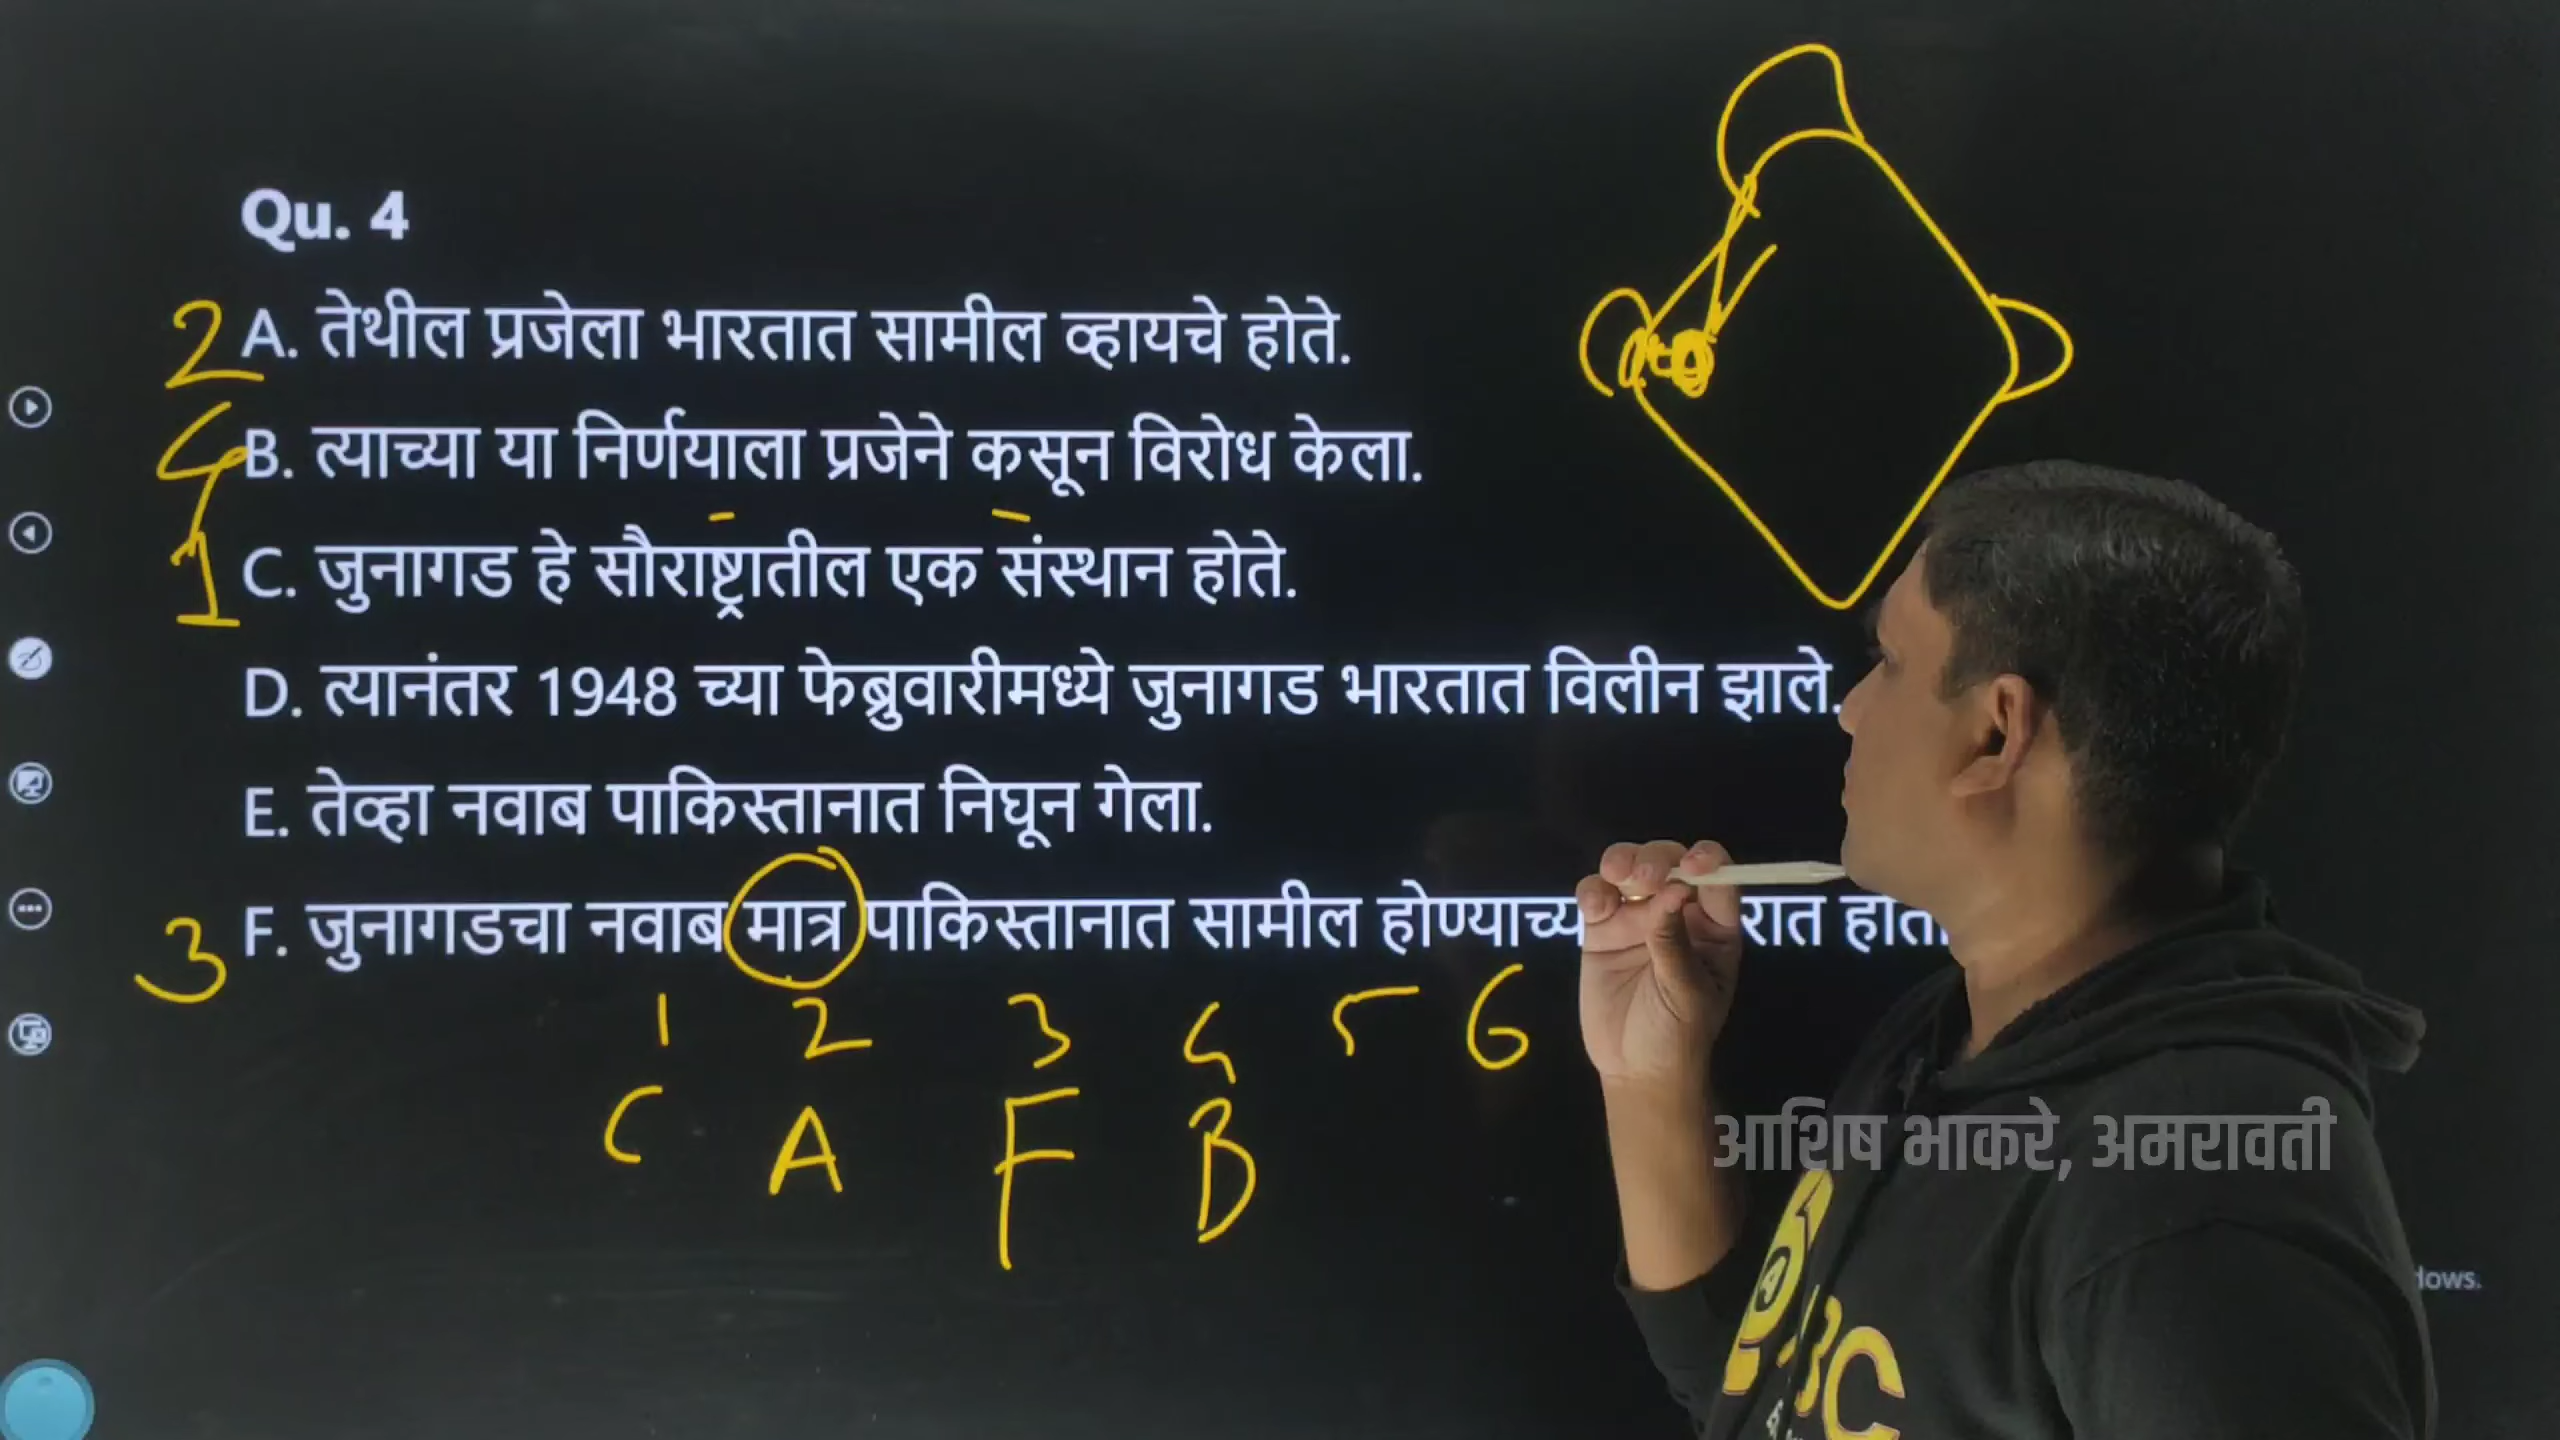 Qu. 4
2 A. तेथील प्रजेला भारतात सामील व्हायचे होते.
4 B. त्याच्या या निर्णयाला प्रजेने कसून विरोध केला.
1 C. जुनागड हे सौराष्ट्रातील एक संस्थान होते.
D. त्यानंतर 1948 च्या फेब्रुवारीमध्ये जुनागड भारतात विलीन झाले.
E. तेव्हा नवाब पाकिस्तानात निघून गेला.
3 F. जुनागडचा नवाब मात्र पाकिस्तानात सामील
1 2 3 4 5 6
C A F B
आशिष भाकरे, अमरावती